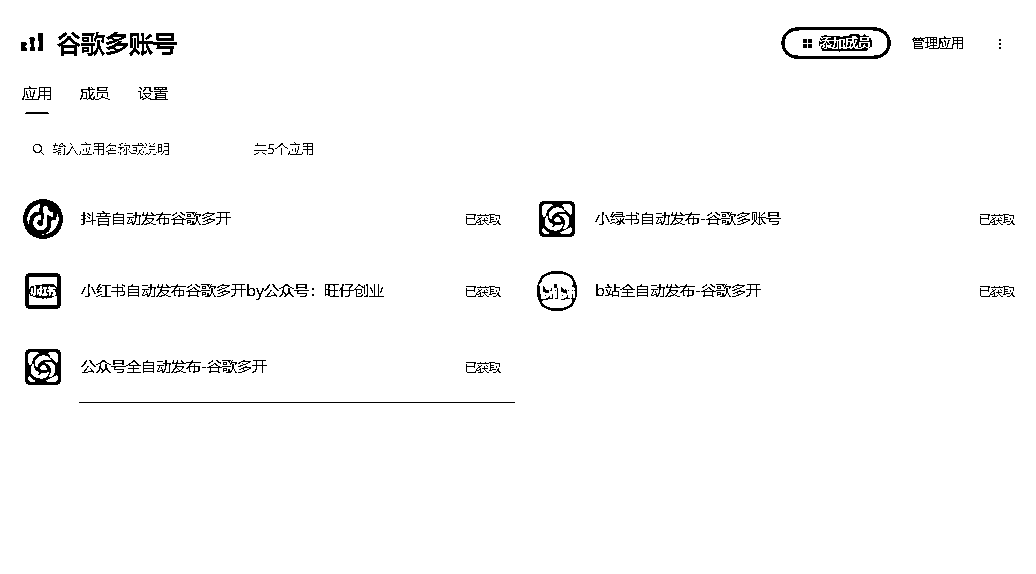 谷歌多账号
添加成员
管理应用
应用
成员
设置
输入应用名称或说明
共5个应用
抖音自动发布谷歌多开
已获取
小绿书自动发布-谷歌多账号
已获取
小红书自动发布谷歌多开by公众号：旺仔创业
已获取
b站全自动发布-谷歌多开
已获取
公众号全自动发布-谷歌多开
已获取